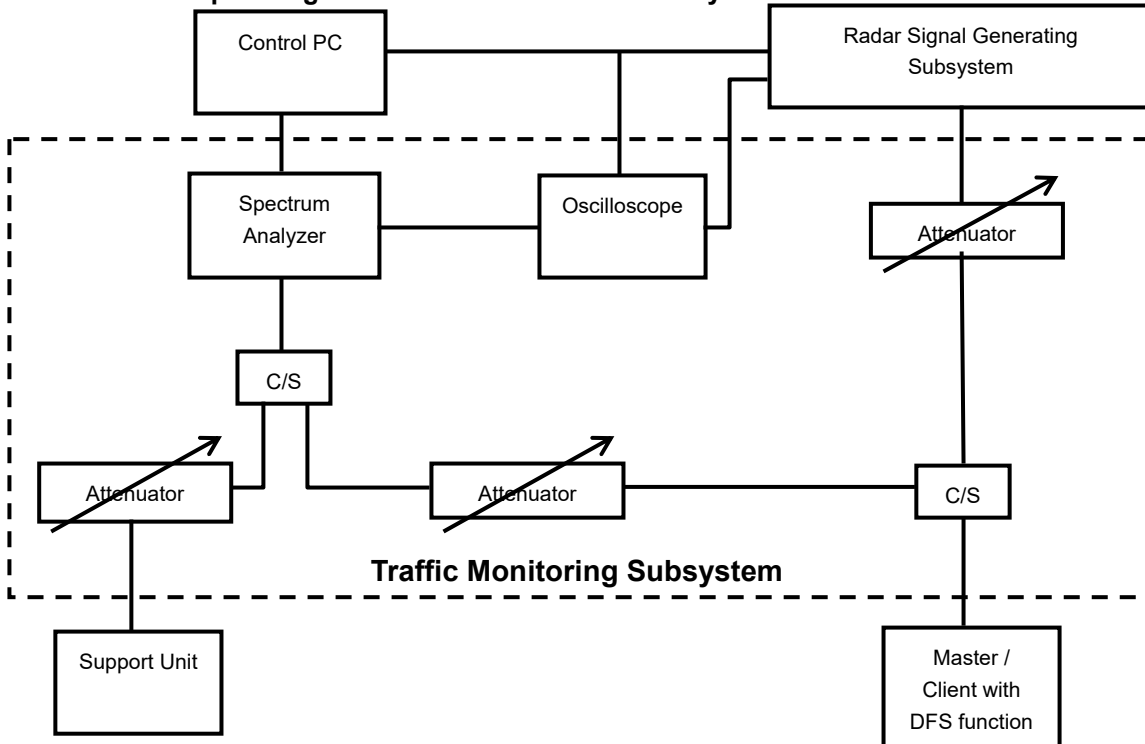 Control PC
Radar Signal Generating
Subsystem
Spectrum
Analyzer
Oscilloscope
Attenuator
C/S
Attenuator
Attenuator
C/S
Traffic Monitoring Subsystem
Support Unit
Master /
Client with
DFS function